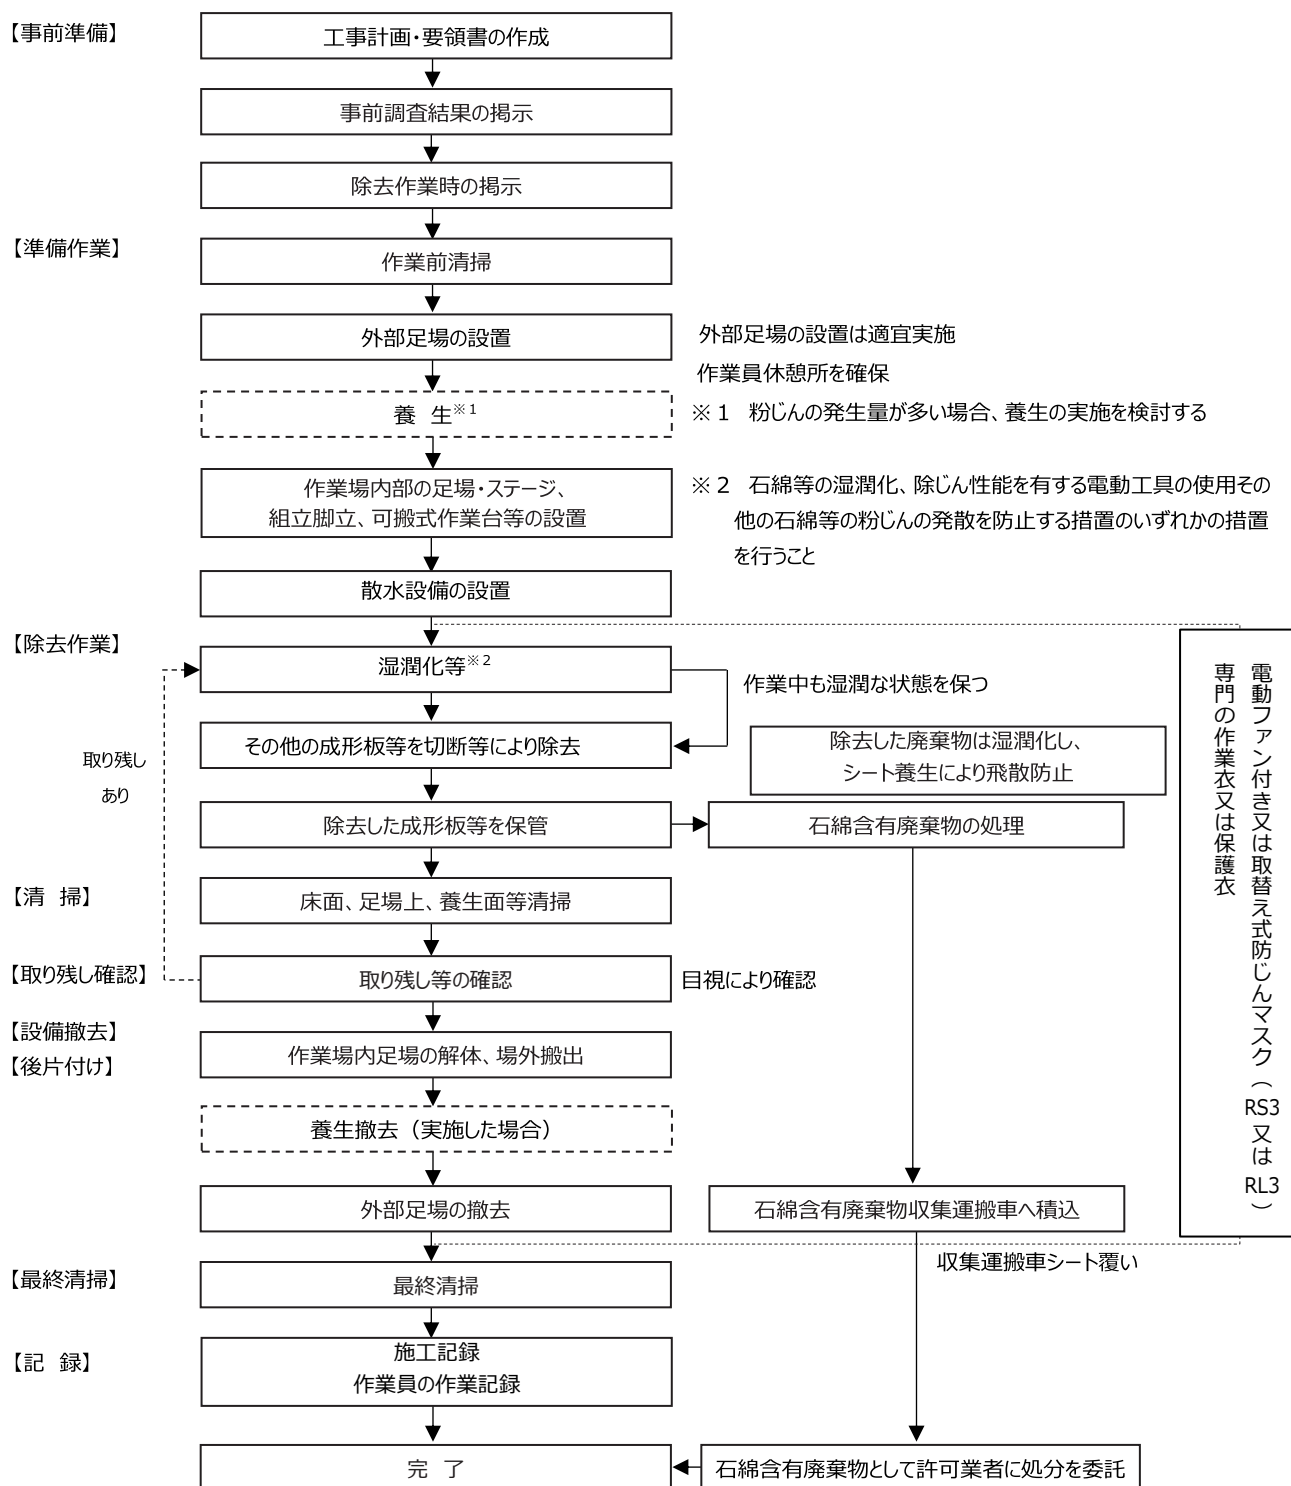 【事前準備】
工事計画・要領書の作成
事前調査結果の掲示
除去作業時の掲示
【準備作業】
作業前清掃
外部足場の設置
外部足場の設置は適宜実施
作業員休憩所を確保
養 生※1
※1 粉じんの発生量が多い場合、養生の実施を検討する
作業場内部の足場・ステージ、
組立脚立、可搬式作業台等の設置
※2 石綿等の湿潤化、除じん性能を有する電動工具の使用その
他の石綿等の粉じんの発散を防止する措置のいずれかの措置
を行うこと
散水設備の設置
【除去作業】
湿潤化等※2
作業中も湿潤な状態を保つ
その他の成形板等を切断等により除去
除去した廃棄物は湿潤化し、
シート養生により飛散防止
取り残し
あり
除去した成形板等を保管
石綿含有廃棄物の処理
電動ファン付き又は取替え式防じんマスク（RS3又はRL3）
専門の作業衣又は保護衣
【清 掃】
床面、足場上、養生面等清掃
【取り残し確認】
取り残し等の確認
目視により確認
【設備撤去】
【後片付け】
作業場内足場の解体、場外搬出
養生撤去（実施した場合）
外部足場の撤去
石綿含有廃棄物収集運搬車へ積込
収集運搬車シート覆い
【最終清掃】
最終清掃
【記 録】
施工記録
作業員の作業記録
完 了
石綿含有廃棄物として許可業者に処分を委託